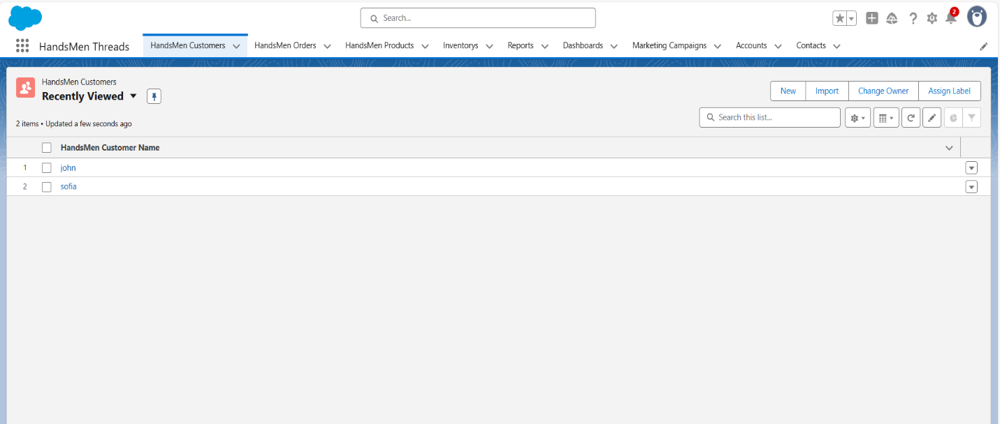 Search...
2
HandsMen Threads HandsMen Customers HandsMen Orders HandsMen Products Inventorys Reports Dashboards Marketing Campaigns Accounts Contacts
HandsMen Customers
Recently Viewed
New Import Change Owner Assign Label
2 items • Updated a few seconds ago
Search this list...
HandsMen Customer Name
1 john
2 sofia